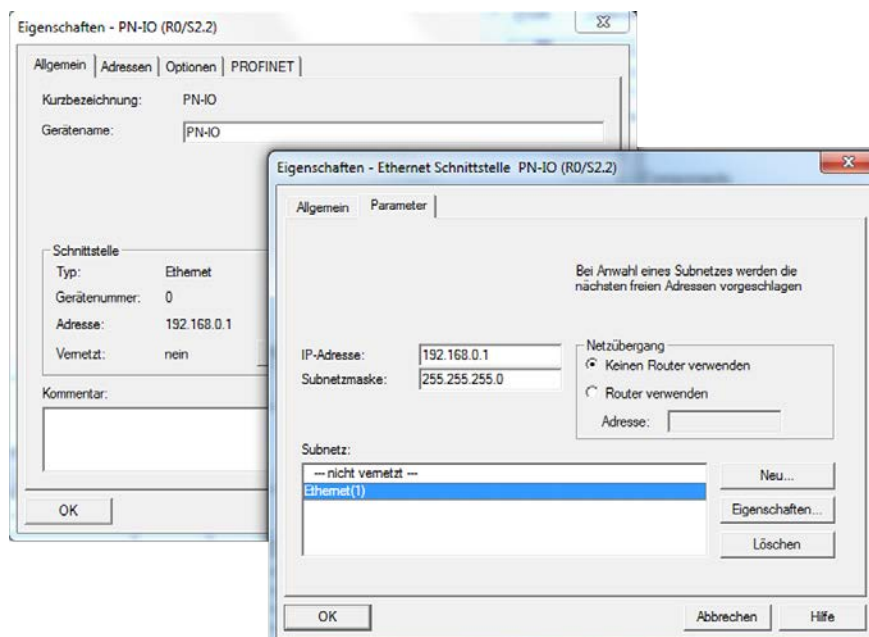 Eigenschaften - PN-IO (R0/S2.2)
Allgemein Adressen Optionen PROFINET
Kurzbezeichnung: PN-IO
Gerätename: PN-IO
Schnittstelle
Typ: Ethernet
Gerätenummer: 0
Adresse: 192.168.0.1
Vernetzt: nein
Kommentar:
OK
Eigenschaften - Ethernet Schnittstelle PN-IO (R0/S2.2)
Allgemein Parameter
Bei Anwahl eines Subnetzes werden die
nächsten freien Adressen vorgeschlagen
IP-Adresse: 192.168.0.1
Subnetzmaske: 255.255.255.0
Netzübergang
Keinen Router verwenden
Router verwenden
Adresse:
Subnetz:
--- nicht vernetzt ---
Ethernet(1)
Neu...
Eigenschaften...
Löschen
OK Abbrechen Hilfe